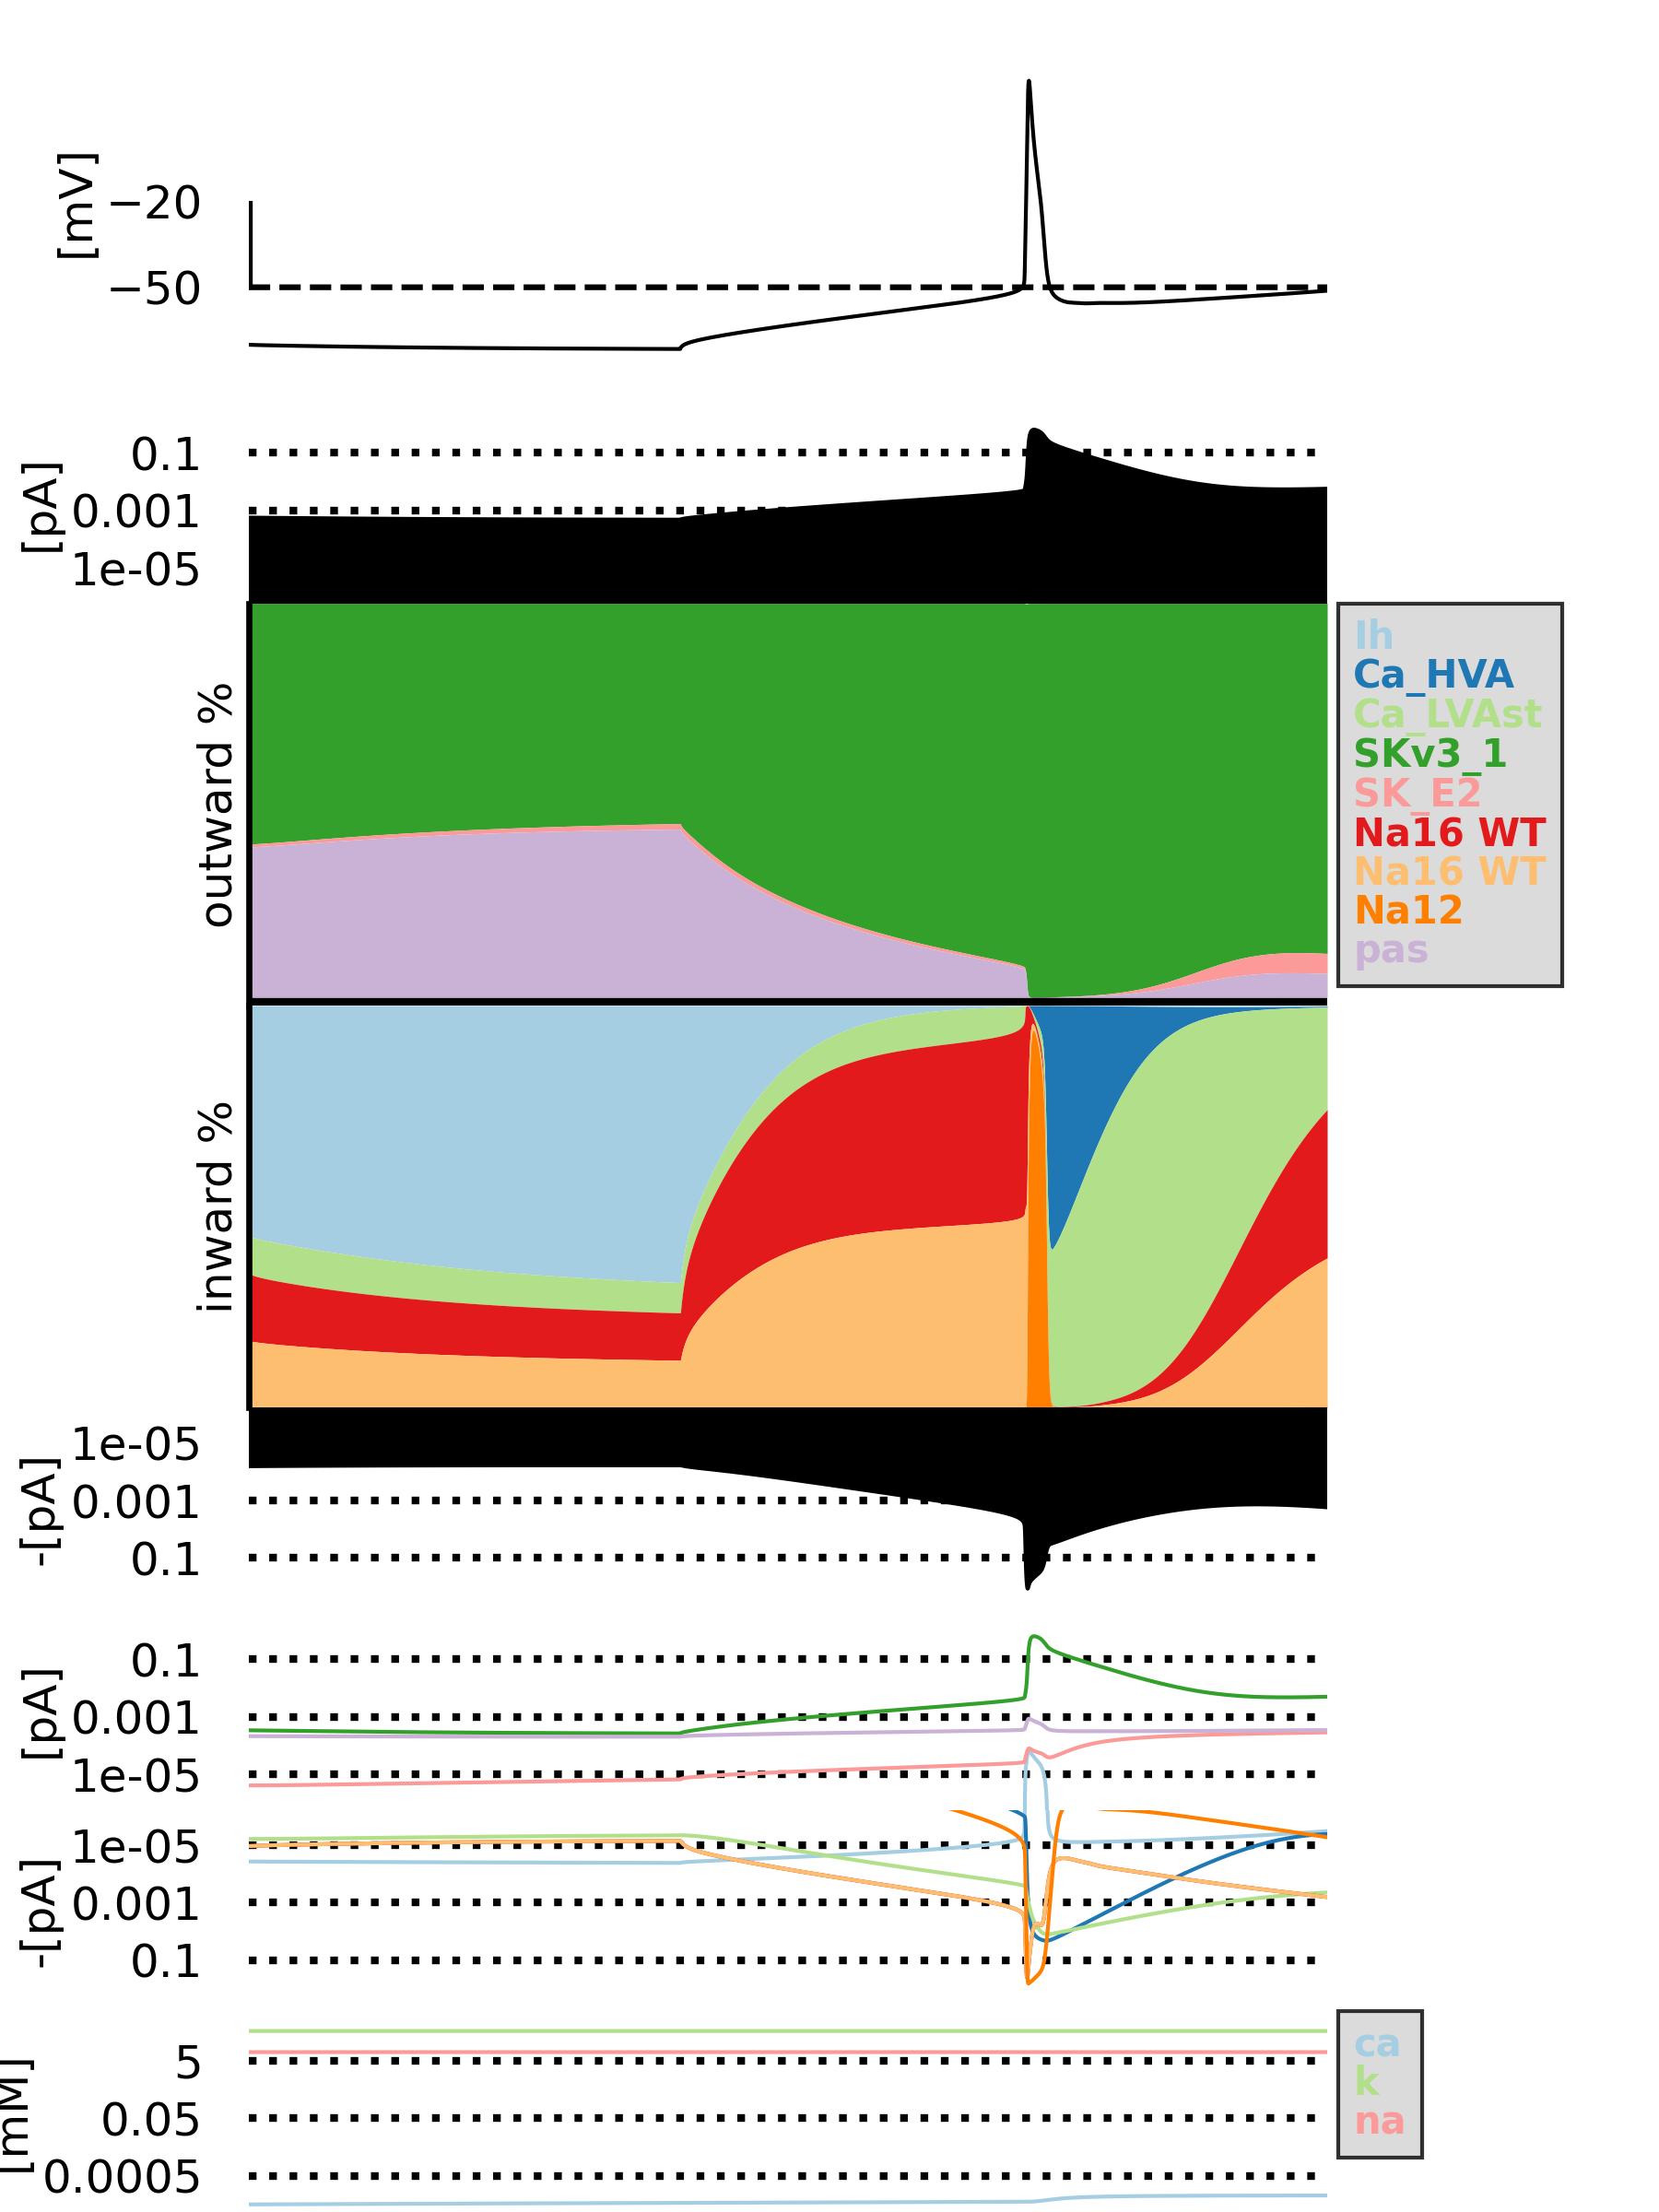 [mV]
−20
−50
[pA]
0.1
0.001
1e-05
outward %
Ih
Ca_HVA
Ca_LVAst
SKv3_1
SK_E2
Na16 WT
Na16 WT
Na12
pas
inward %
-[pA]
1e-05
0.001
0.1
[pA]
0.1
0.001
1e-05
-[pA]
1e-05
0.001
0.1
[mM]
5
0.05
0.0005
ca
k
na